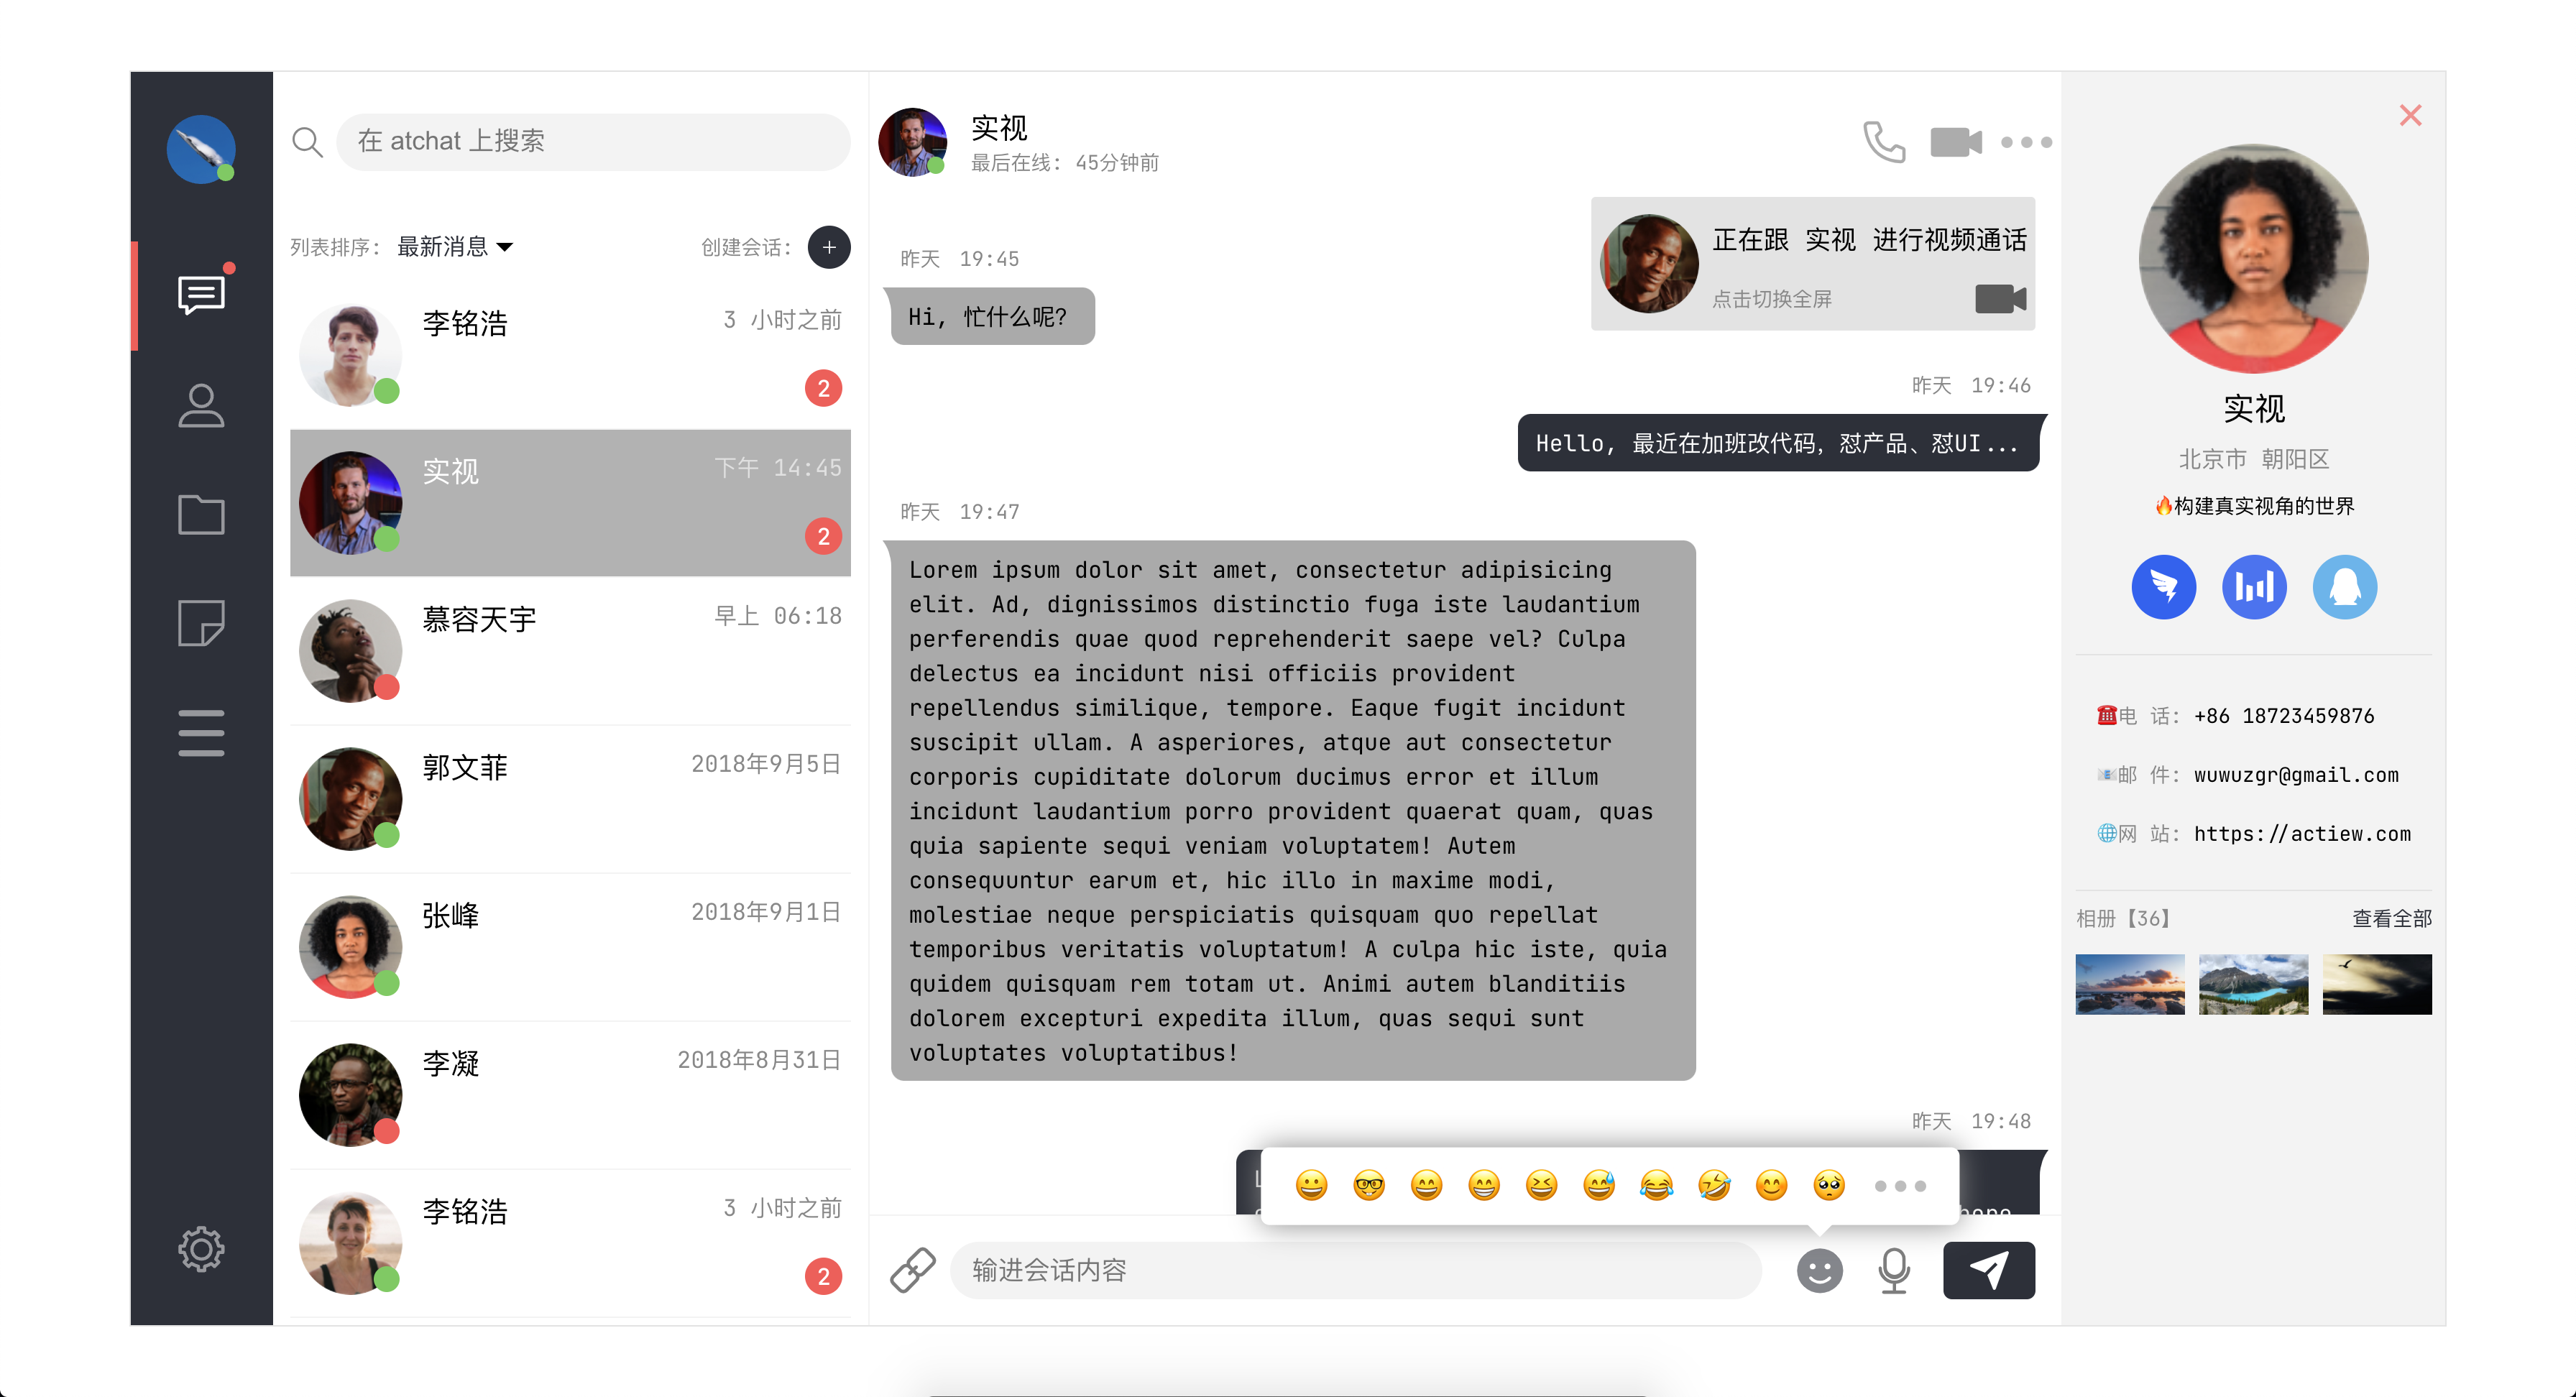 在 atchat 上搜索
列表排序: 最新消息
创建会话: +
李铭浩
3 小时之前
2
实视
下午 14:45
2
慕容天宇
早上 06:18
郭文菲
2018年9月5日
张峰
2018年9月1日
李凝
2018年8月31日
李铭浩
3 小时之前
2
实视
最后在线: 45分钟前
正在跟 实视 进行视频通话
点击切换全屏
昨天 19:45
Hi, 忙什么呢?
昨天 19:46
Hello, 最近在加班改代码, 怼产品、怼UI...
昨天 19:47
Lorem ipsum dolor sit amet, consectetur adipisicing
elit. Ad, dignissimos distinctio fuga iste laudantium
perferendis quae quod reprehenderit saepe vel? Culpa
delectus ea incidunt nisi officiis provident
repellendus similique, tempore. Eaque fugit incidunt
suscipit ullam. A asperiores, atque aut consectetur
corporis cupiditate dolorum ducimus error et illum
incidunt laudantium porro provident quaerat quam, quas
quia sapiente sequi veniam voluptatem! Autem
consequuntur earum et, hic illo in maxime modi,
molestiae neque perspiciatis quisquam quo repellat
temporibus veritatis voluptatum! A culpa hic iste, quia
quidem quisquam rem totam ut. Animi autem blanditiis
dolorem excepturi expedita illum, quas sequi sunt
voluptates voluptatibus!
昨天 19:48
输进会话内容
实视
北京市 朝阳区
🔥构建真实视角的世界
☎️电 话: +86 18723459876
📧邮 件: wuwuzgr@gmail.com
🌐网 站: https://actiew.com
相册【36】
查看全部